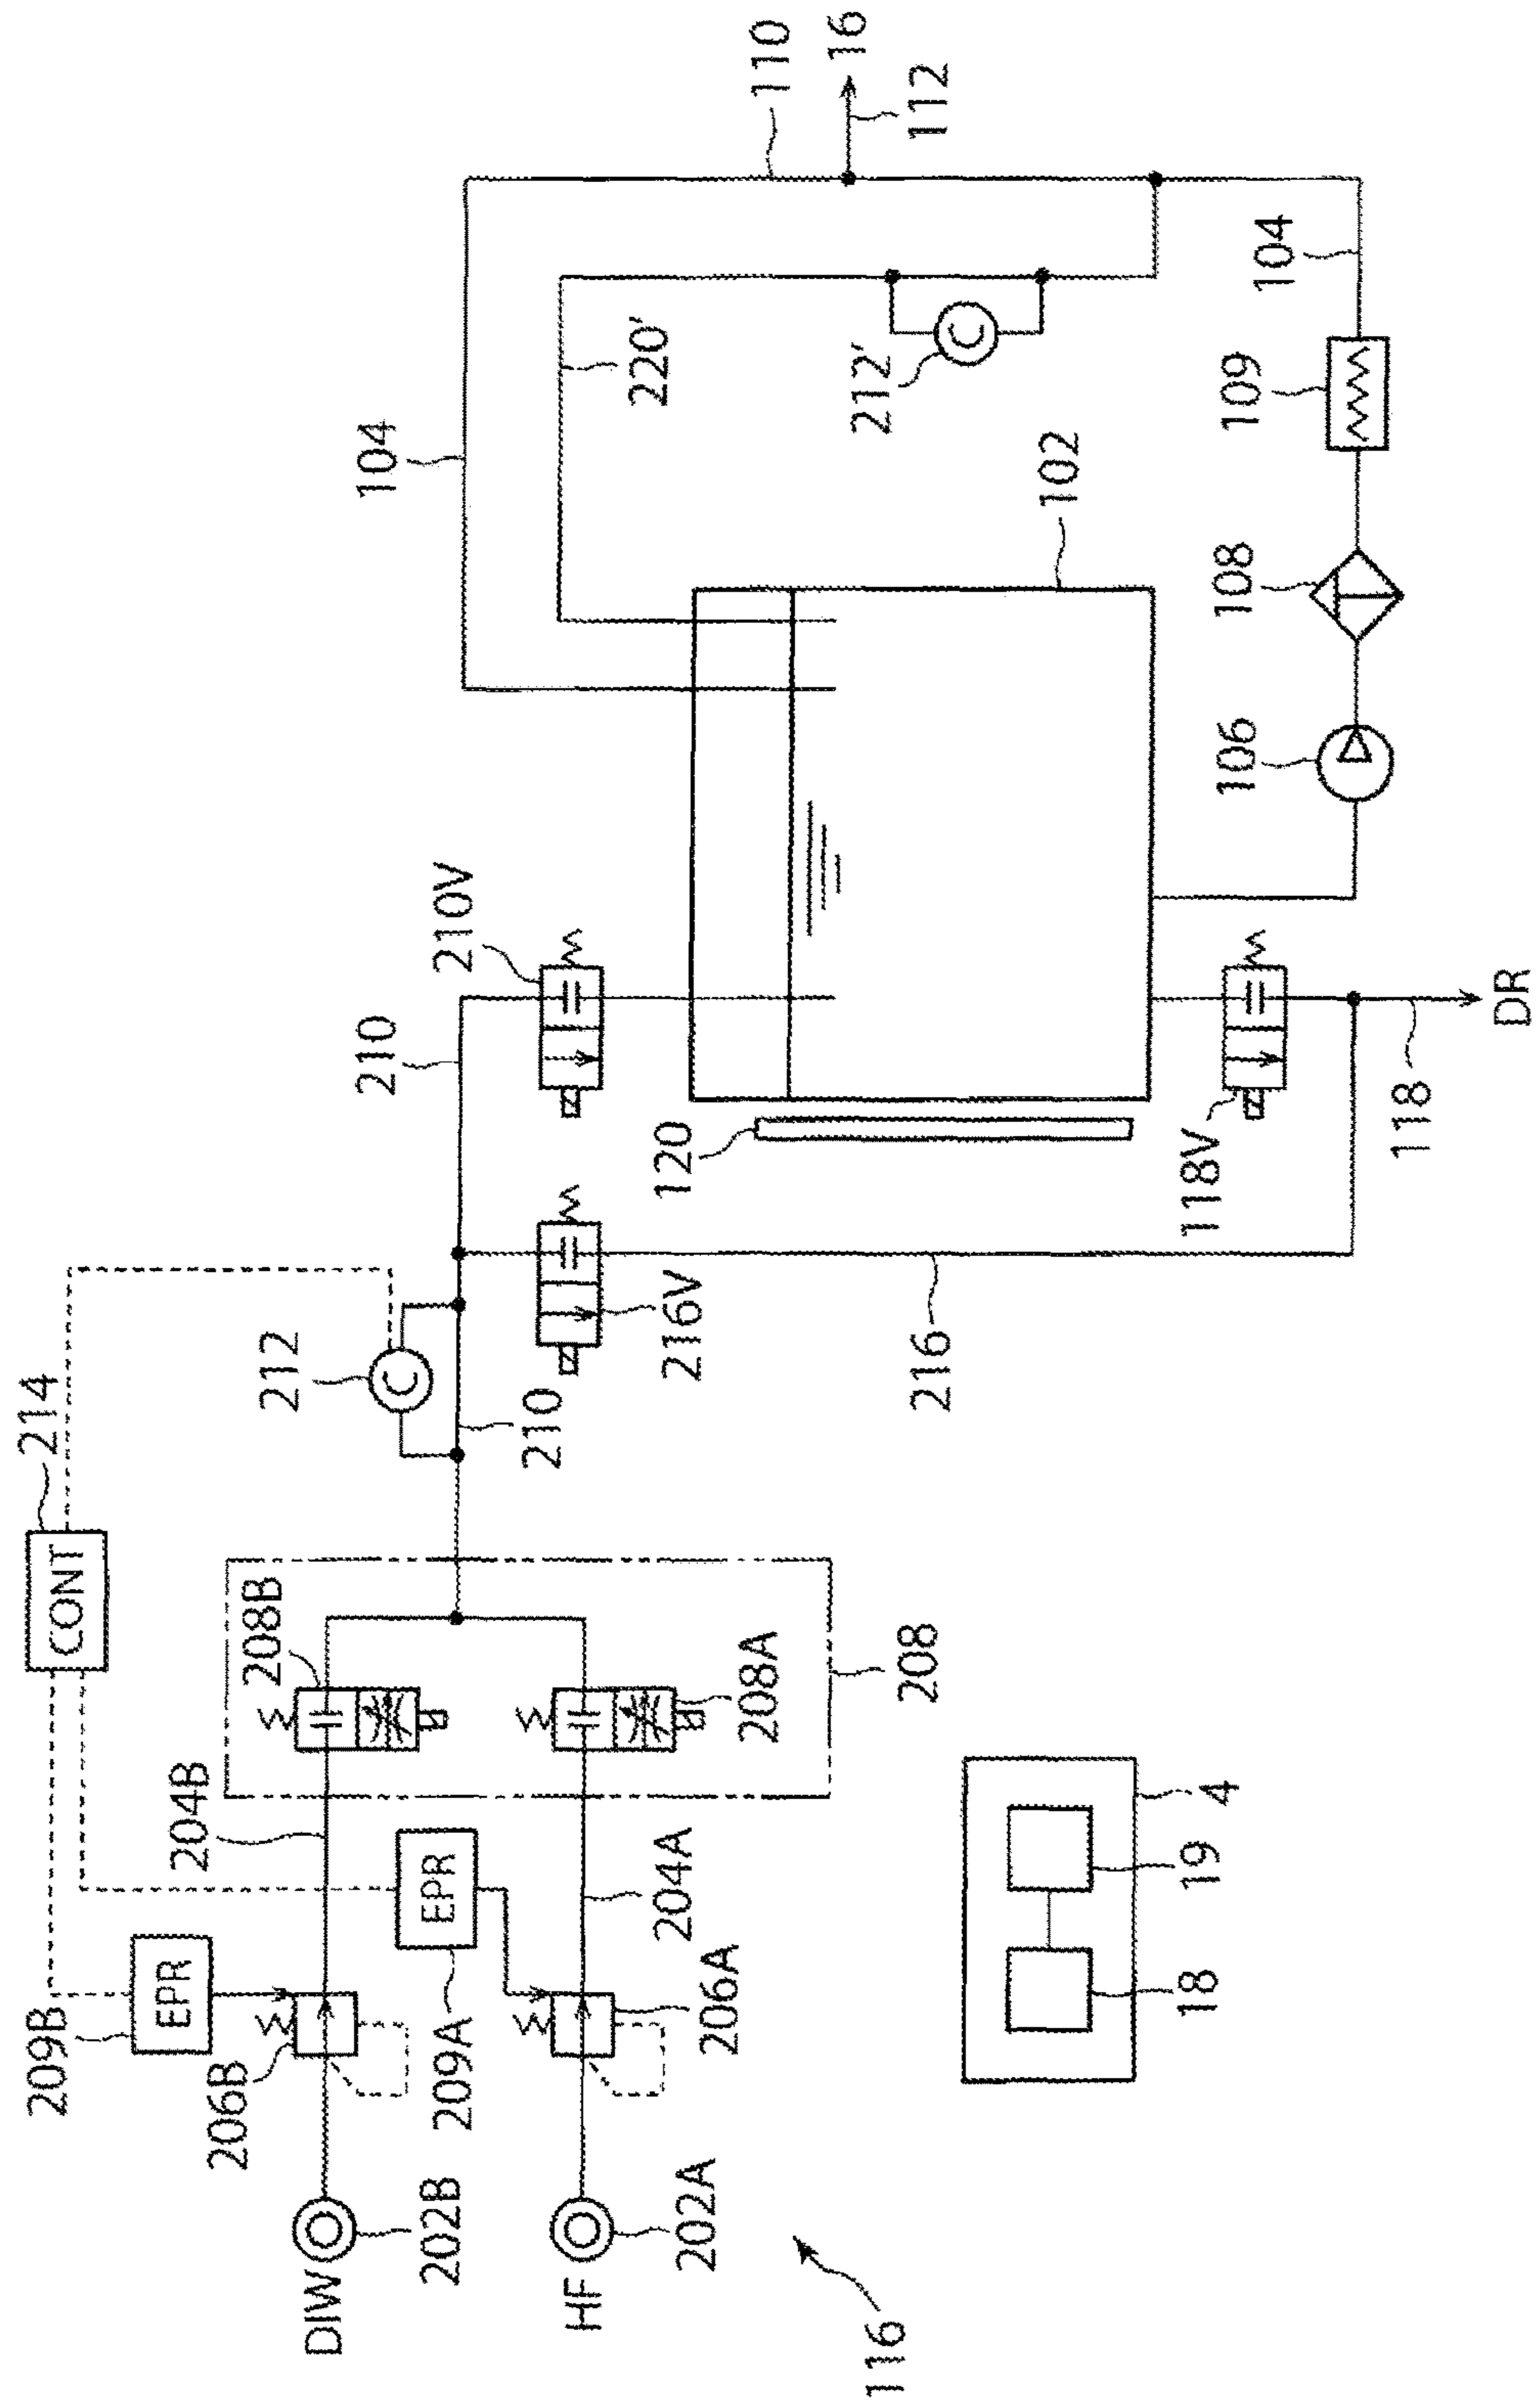 214
CONT
212
210
210V
104
110
16
112
209B
EPR
206B
204B
208B
210
216V
120
220'
212'
DIW
202B
209A
EPR
204A
206A
208A
208
216
118V
118
DR
102
106
108
109
104
HF
202A
116
18
19
4